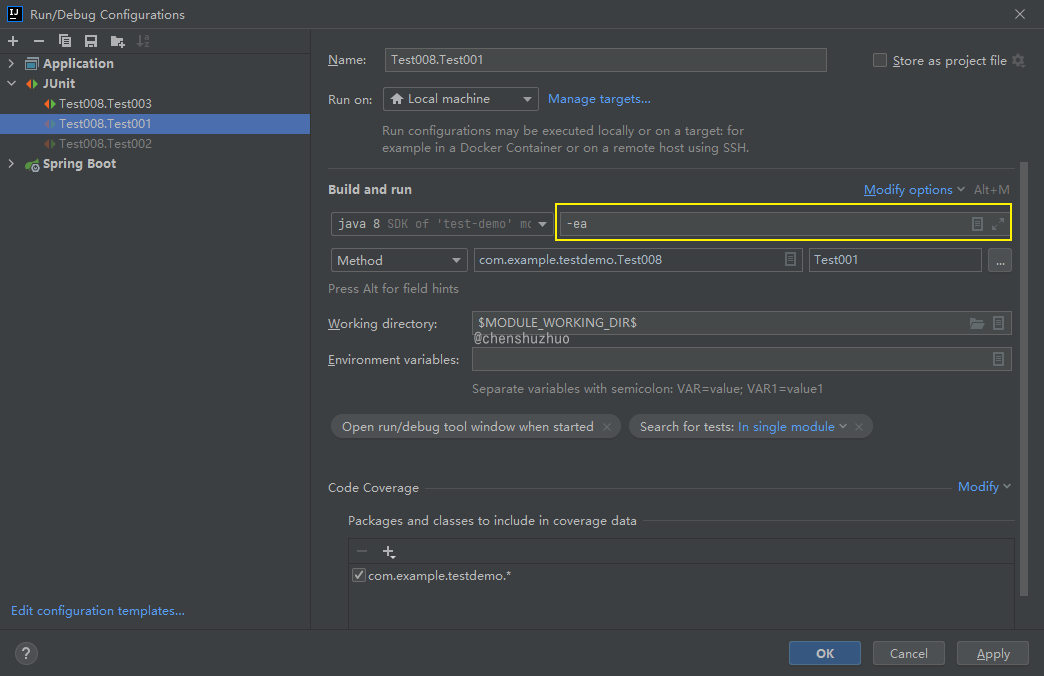 Run/Debug Configurations
Application
JUnit
Test008.Test003
Test008.Test001
Test008.Test002
Spring Boot
Edit configuration templates...
Name: Test008.Test001 Store as project file
Run on: Local machine Manage targets...
Run configurations may be executed locally or on a target: for
example in a Docker Container or on a remote host using SSH.
Build and run Modify options Alt+M
java 8 SDK of 'test-demo' mo -ea
Method com.example.testdemo.Test008 Test001 ...
Press Alt for field hints
Working directory: $MODULE_WORKING_DIR$
@chenshuzhuo
Environment variables:
Separate variables with semicolon: VAR=value; VAR1=value1
Open run/debug tool window when started × Search for tests: In single module ×
Code Coverage Modify
Packages and classes to include in coverage data
com.example.testdemo.*
? OK Cancel Apply